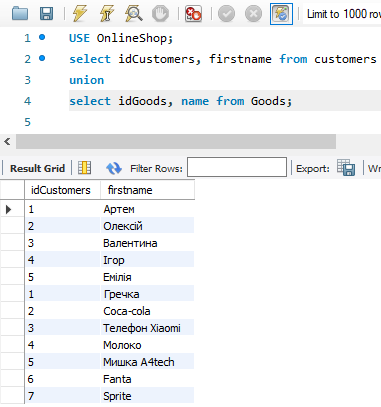 Limit to 1000 row
1 USE OnlineShop;
2 select idCustomers, firstname from customers
3 union
4 select idGoods, name from Goods;
5
Result Grid Filter Rows: Export: Wr
idCustomers firstname
1 Артем
2 Олексій
3 Валентина
4 Ігор
5 Емілія
1 Гречка
2 Coca-cola
3 Телефон Xiaomi
4 Молоко
5 Мишка A4tech
6 Fanta
7 Sprite